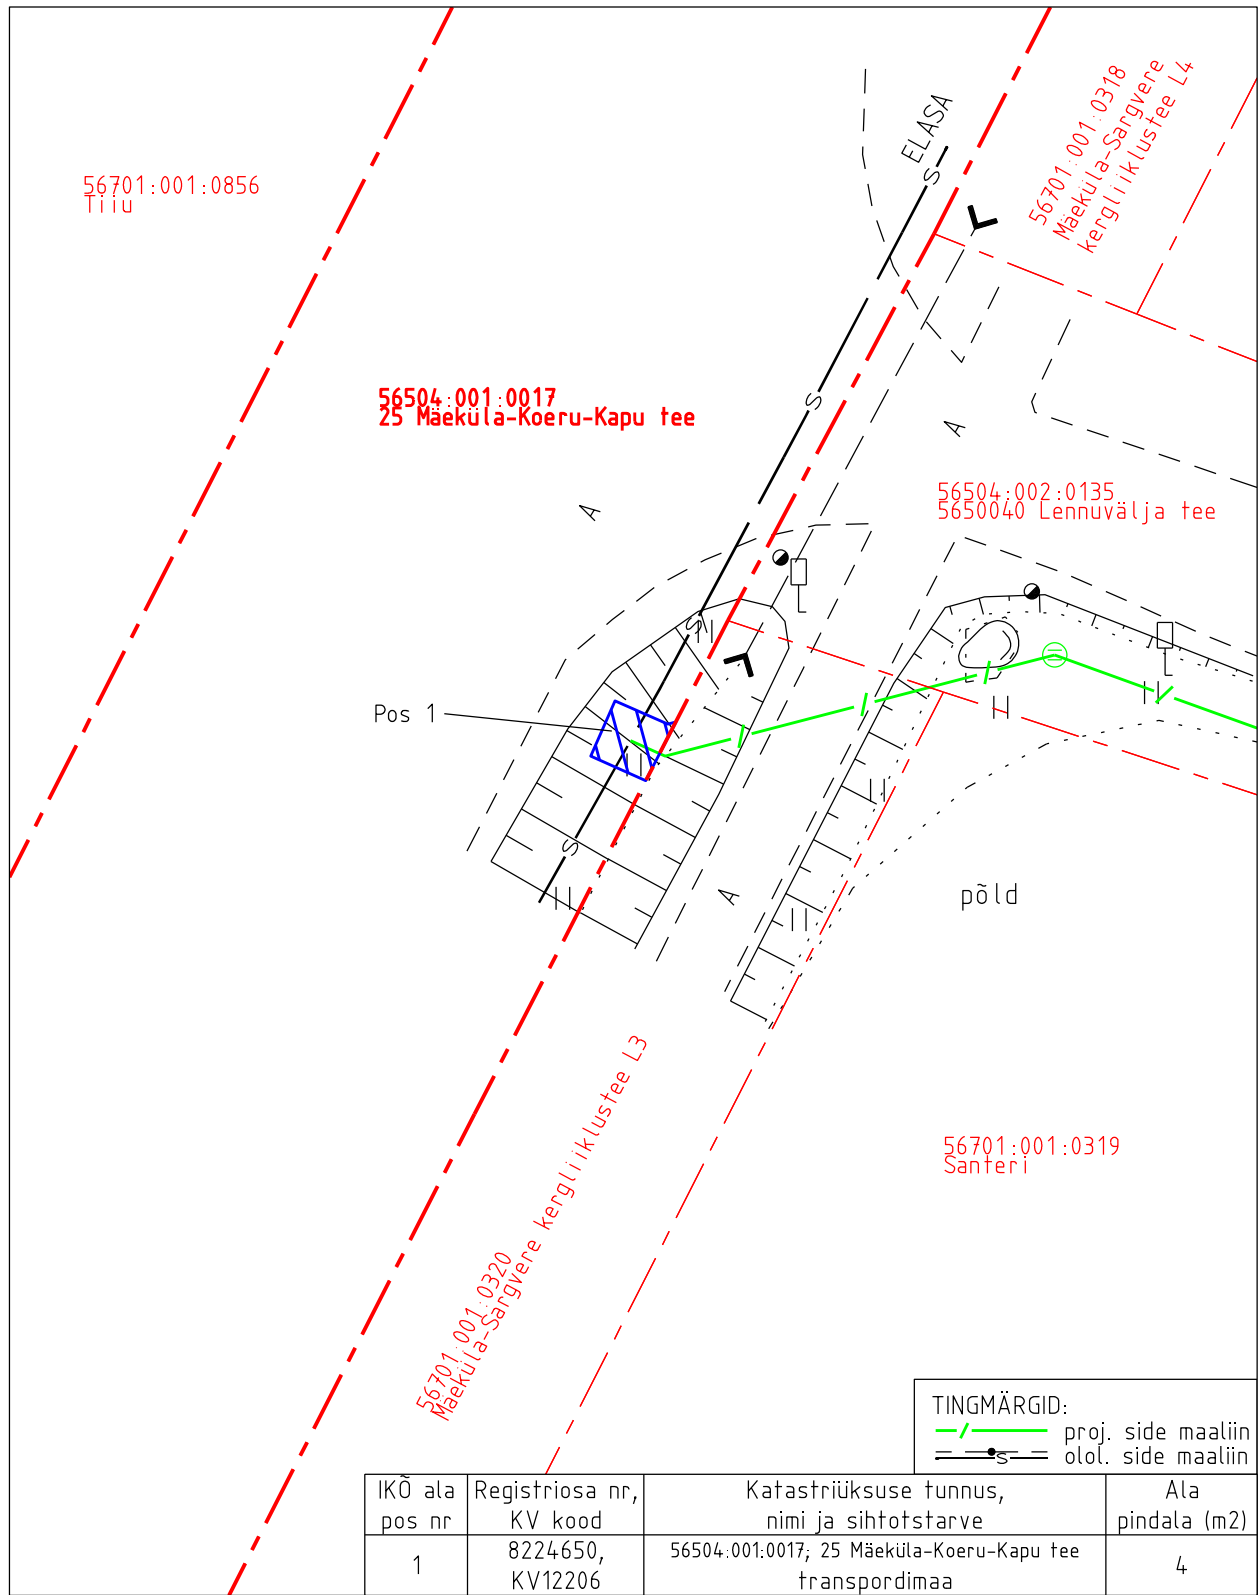 56701:001:0856
Tiiu
ELASA
56701:001:0318
Mäeküla-Sargvere
kergliiklustee L4
S
56504:001:0017
25 Mäeküla-Koeru-Kapu tee
S
A
56504:002:0135
5650040 Lennuvälja tee
A
S
Pos 1
S
A
põld
56701:001:0320
Mäeküla-Sargvere kergliiklustee L3
56701:001:0319
Santeri
TINGMÄRGID:
proj. side maaliin
S
olol. side maaliin
IKÕ ala
pos nr
Registriosa nr,
KV kood
Katastriüksuse tunnus,
nimi ja sihtotstarve
Ala
pindala (m2)
1
8224650,
KV12206
56504:001:0017; 25 Mäeküla-Koeru-Kapu tee
transpordimaa
4